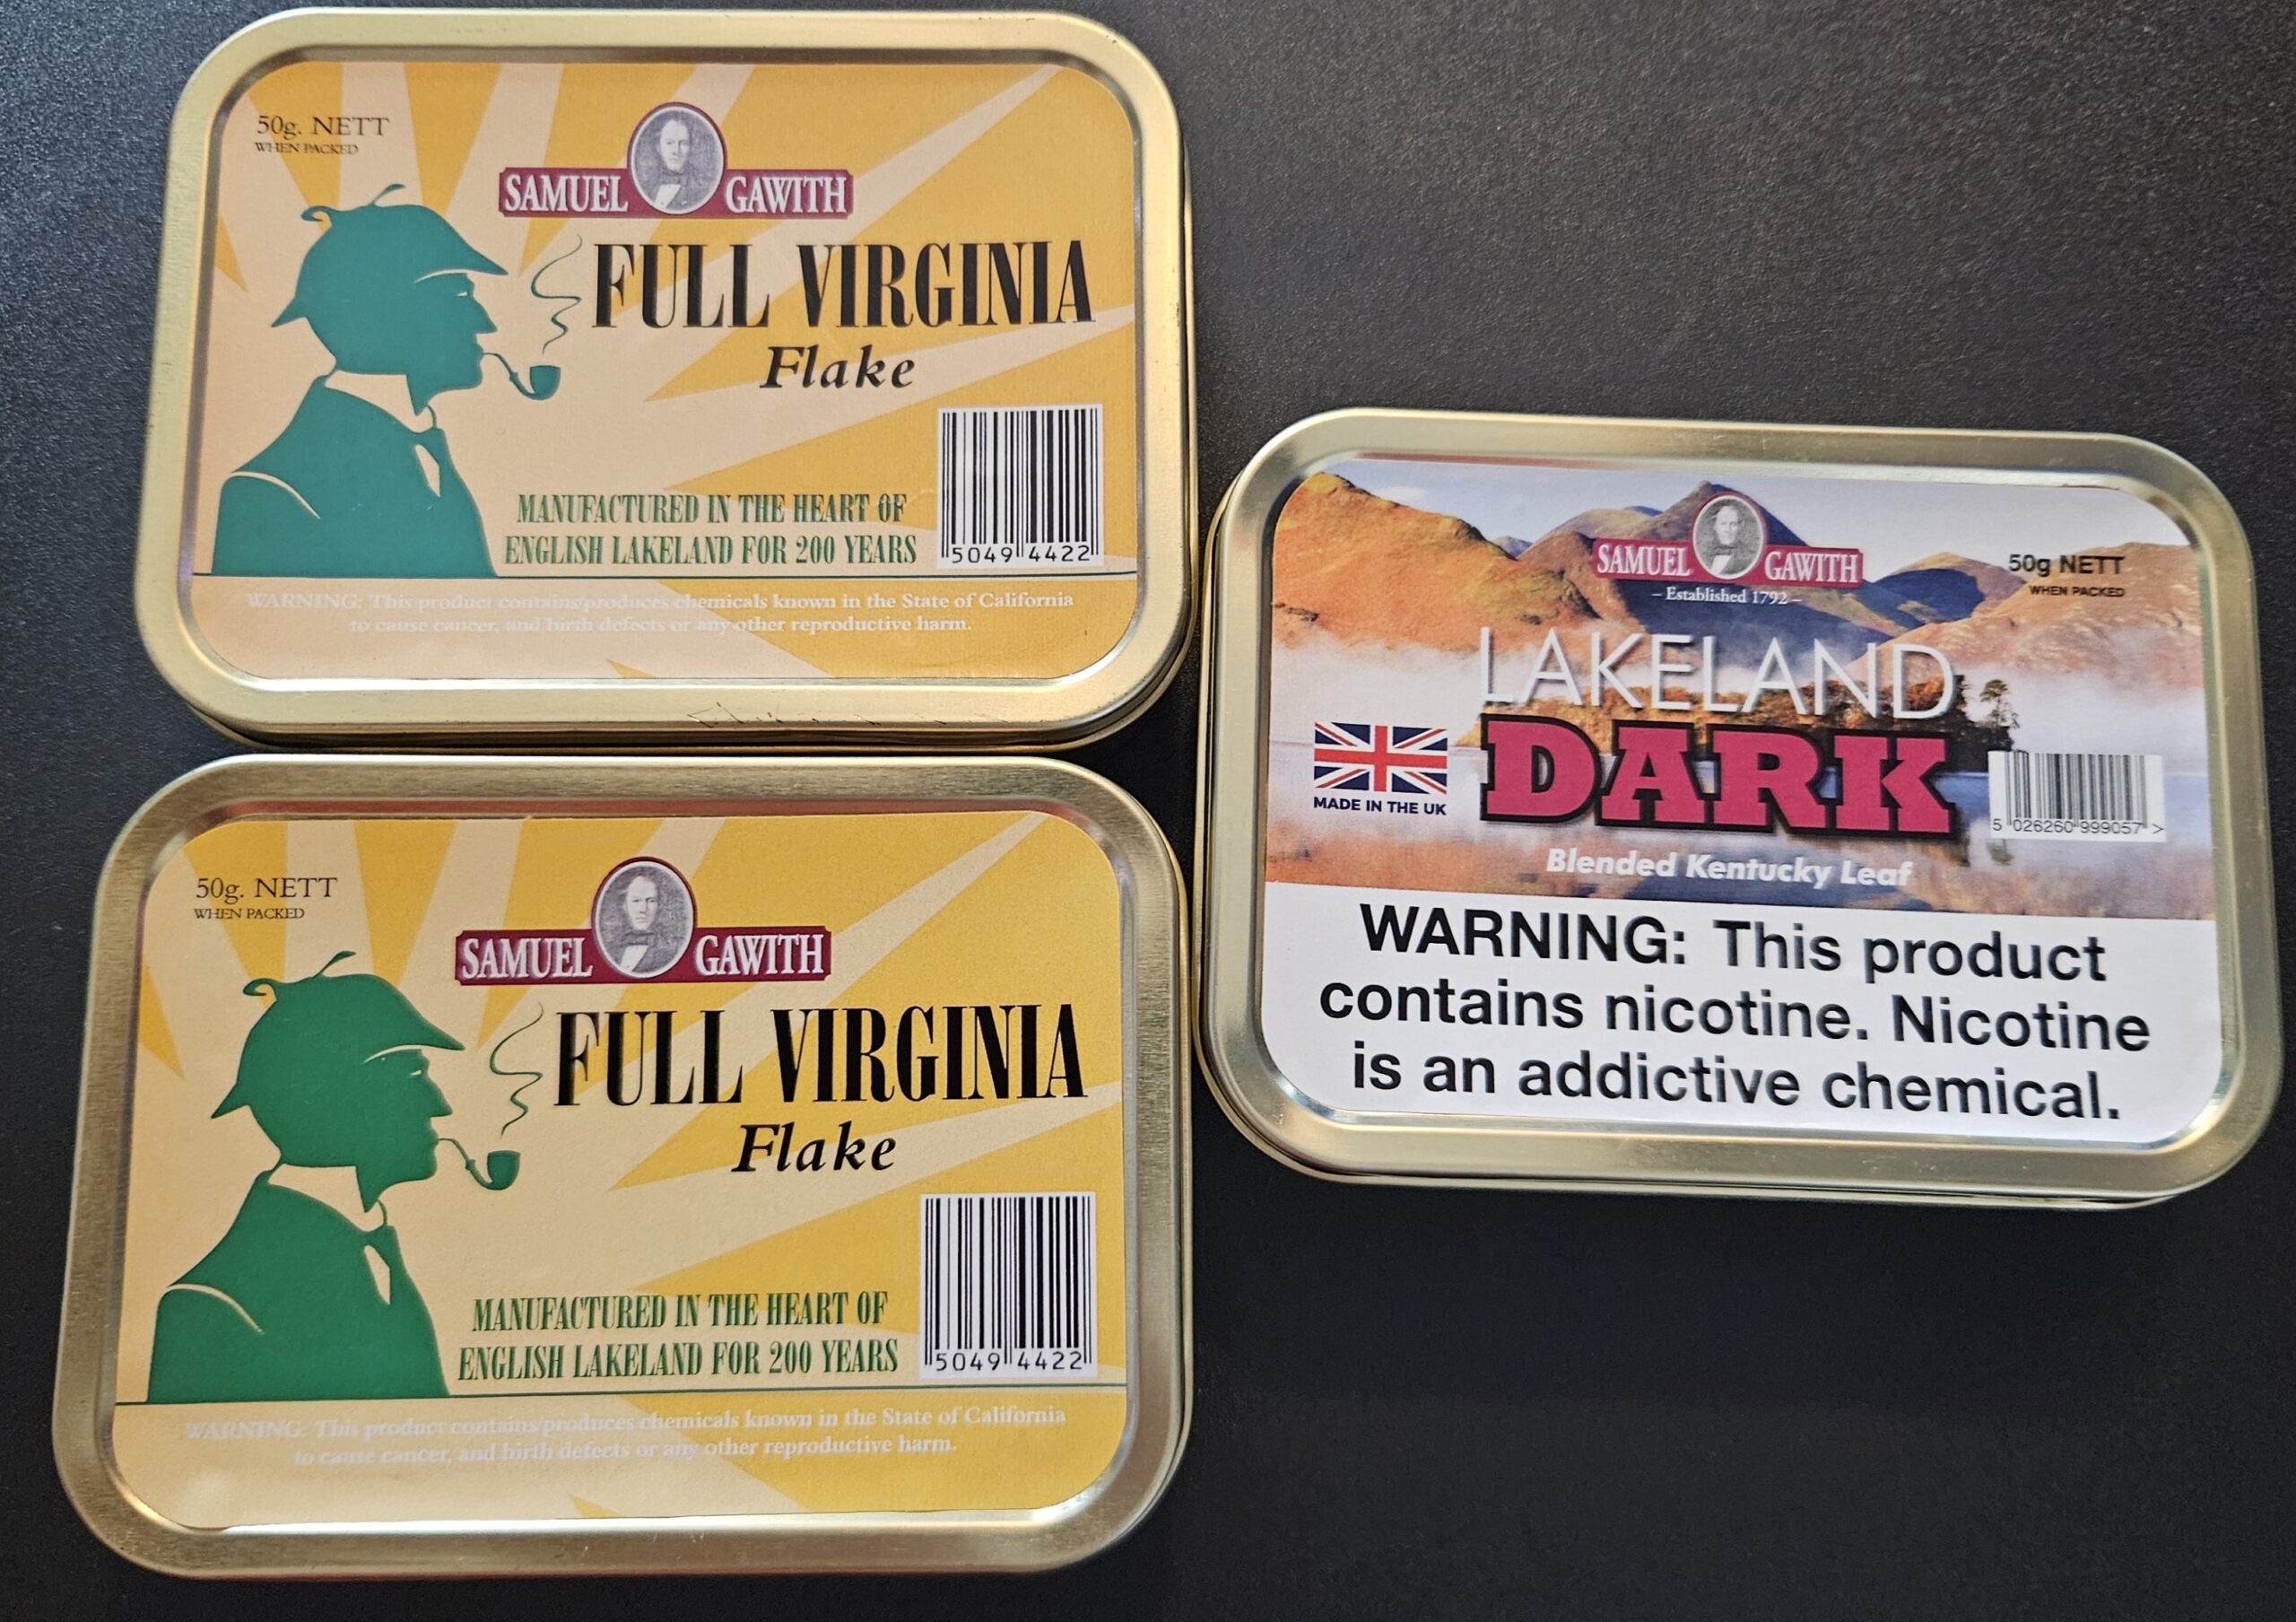 50g. NETT
WHEN PACKED
SAMUEL GAWITH
FULL VIRGINIA
Flake
MANUFACTURED IN THE HEART OF
ENGLISH LAKELAND FOR 200 YEARS
5049 4422
WARNING: This product contains/produces chemicals known in the State of California
to cause cancer, and birth defects or any other reproductive harm.
50g. NETT
WHEN PACKED
SAMUEL GAWITH
FULL VIRGINIA
Flake
MANUFACTURED IN THE HEART OF
ENGLISH LAKELAND FOR 200 YEARS
5049 4422
WARNING: This product contains/produces chemicals known in the State of California
to cause cancer, and birth defects or any other reproductive harm.
SAMUEL GAWITH
– Established 1792 –
50g NETT
WHEN PACKED
LAKELAND
DARK
MADE IN THE UK
5 026260 999057 >
Blended Kentucky Leaf
WARNING: This product
contains nicotine. Nicotine
is an addictive chemical.